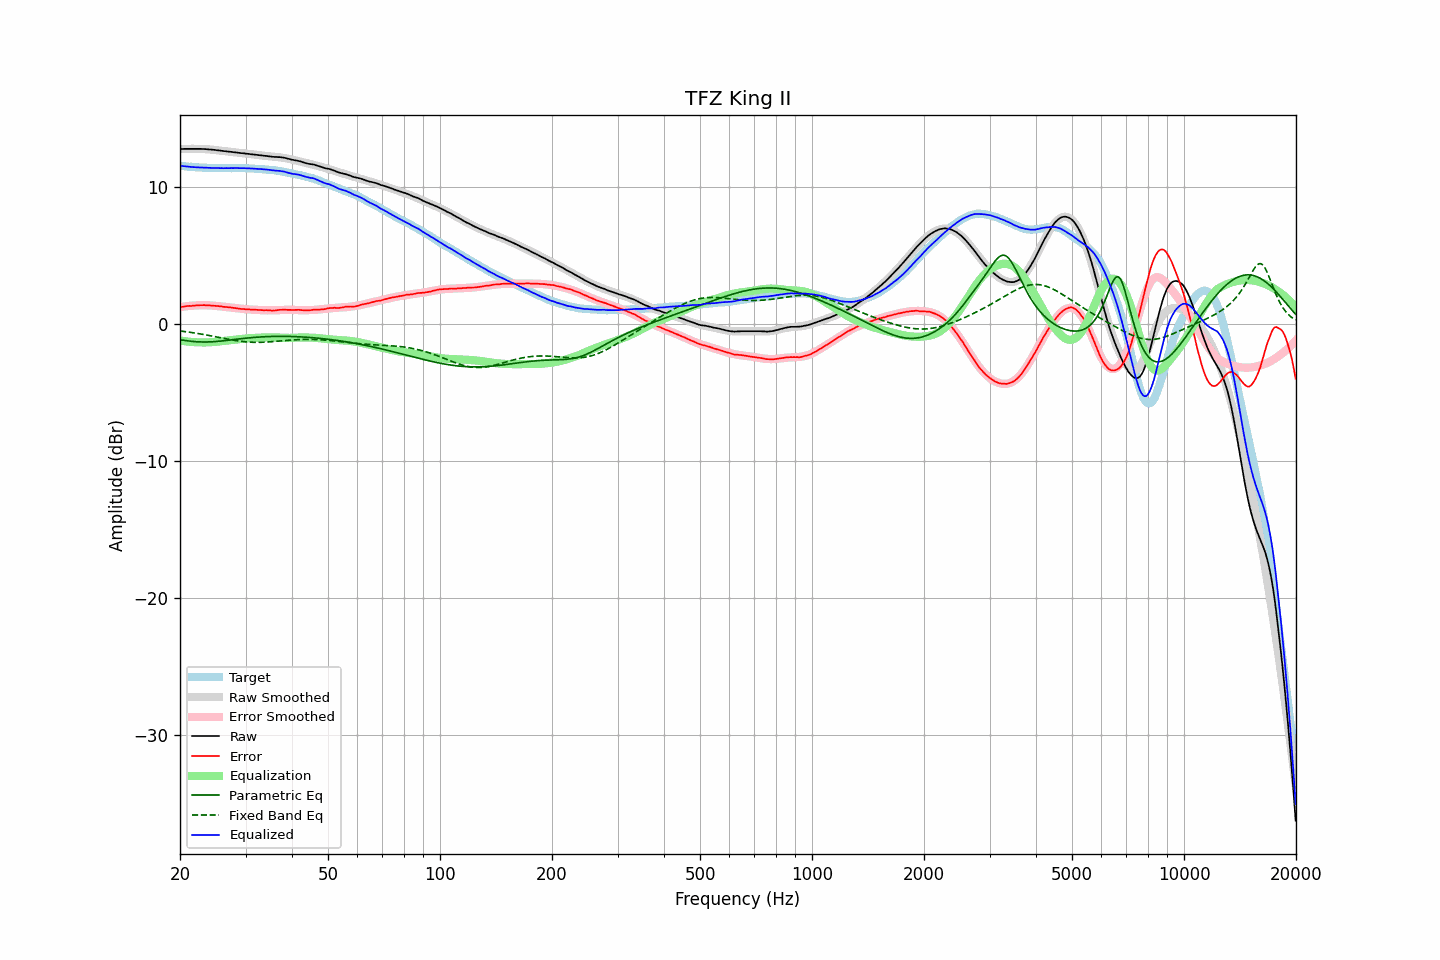 TFZ King II
Amplitude (dBr)
10
0
−10
−20
−30
Target
Raw Smoothed
Error Smoothed
Raw
Error
Equalization
Parametric Eq
Fixed Band Eq
Equalized
20 50 100 200 500 1000 2000 5000 10000 20000
Frequency (Hz)